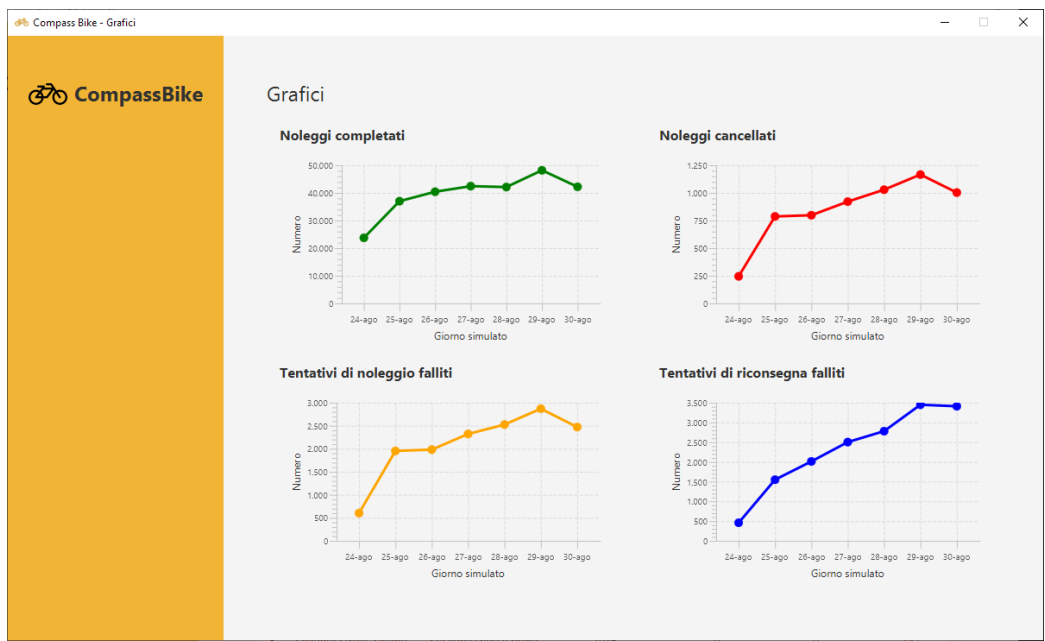 Compass Bike - Grafici
CompassBike
Grafici
Noleggi completati
50.000
40.000
30.000
20.000
10.000
0
Numero
24-ago 25-ago 26-ago 27-ago 28-ago 29-ago 30-ago
Giorno simulato
Noleggi cancellati
1.250
1.000
750
500
250
0
Numero
24-ago 25-ago 26-ago 27-ago 28-ago 29-ago 30-ago
Giorno simulato
Tentativi di noleggio falliti
3.000
2.500
2.000
1.500
1.000
500
0
Numero
24-ago 25-ago 26-ago 27-ago 28-ago 29-ago 30-ago
Giorno simulato
Tentativi di riconsegna falliti
3.500
3.000
2.500
2.000
1.500
1.000
500
0
Numero
24-ago 25-ago 26-ago 27-ago 28-ago 29-ago 30-ago
Giorno simulato